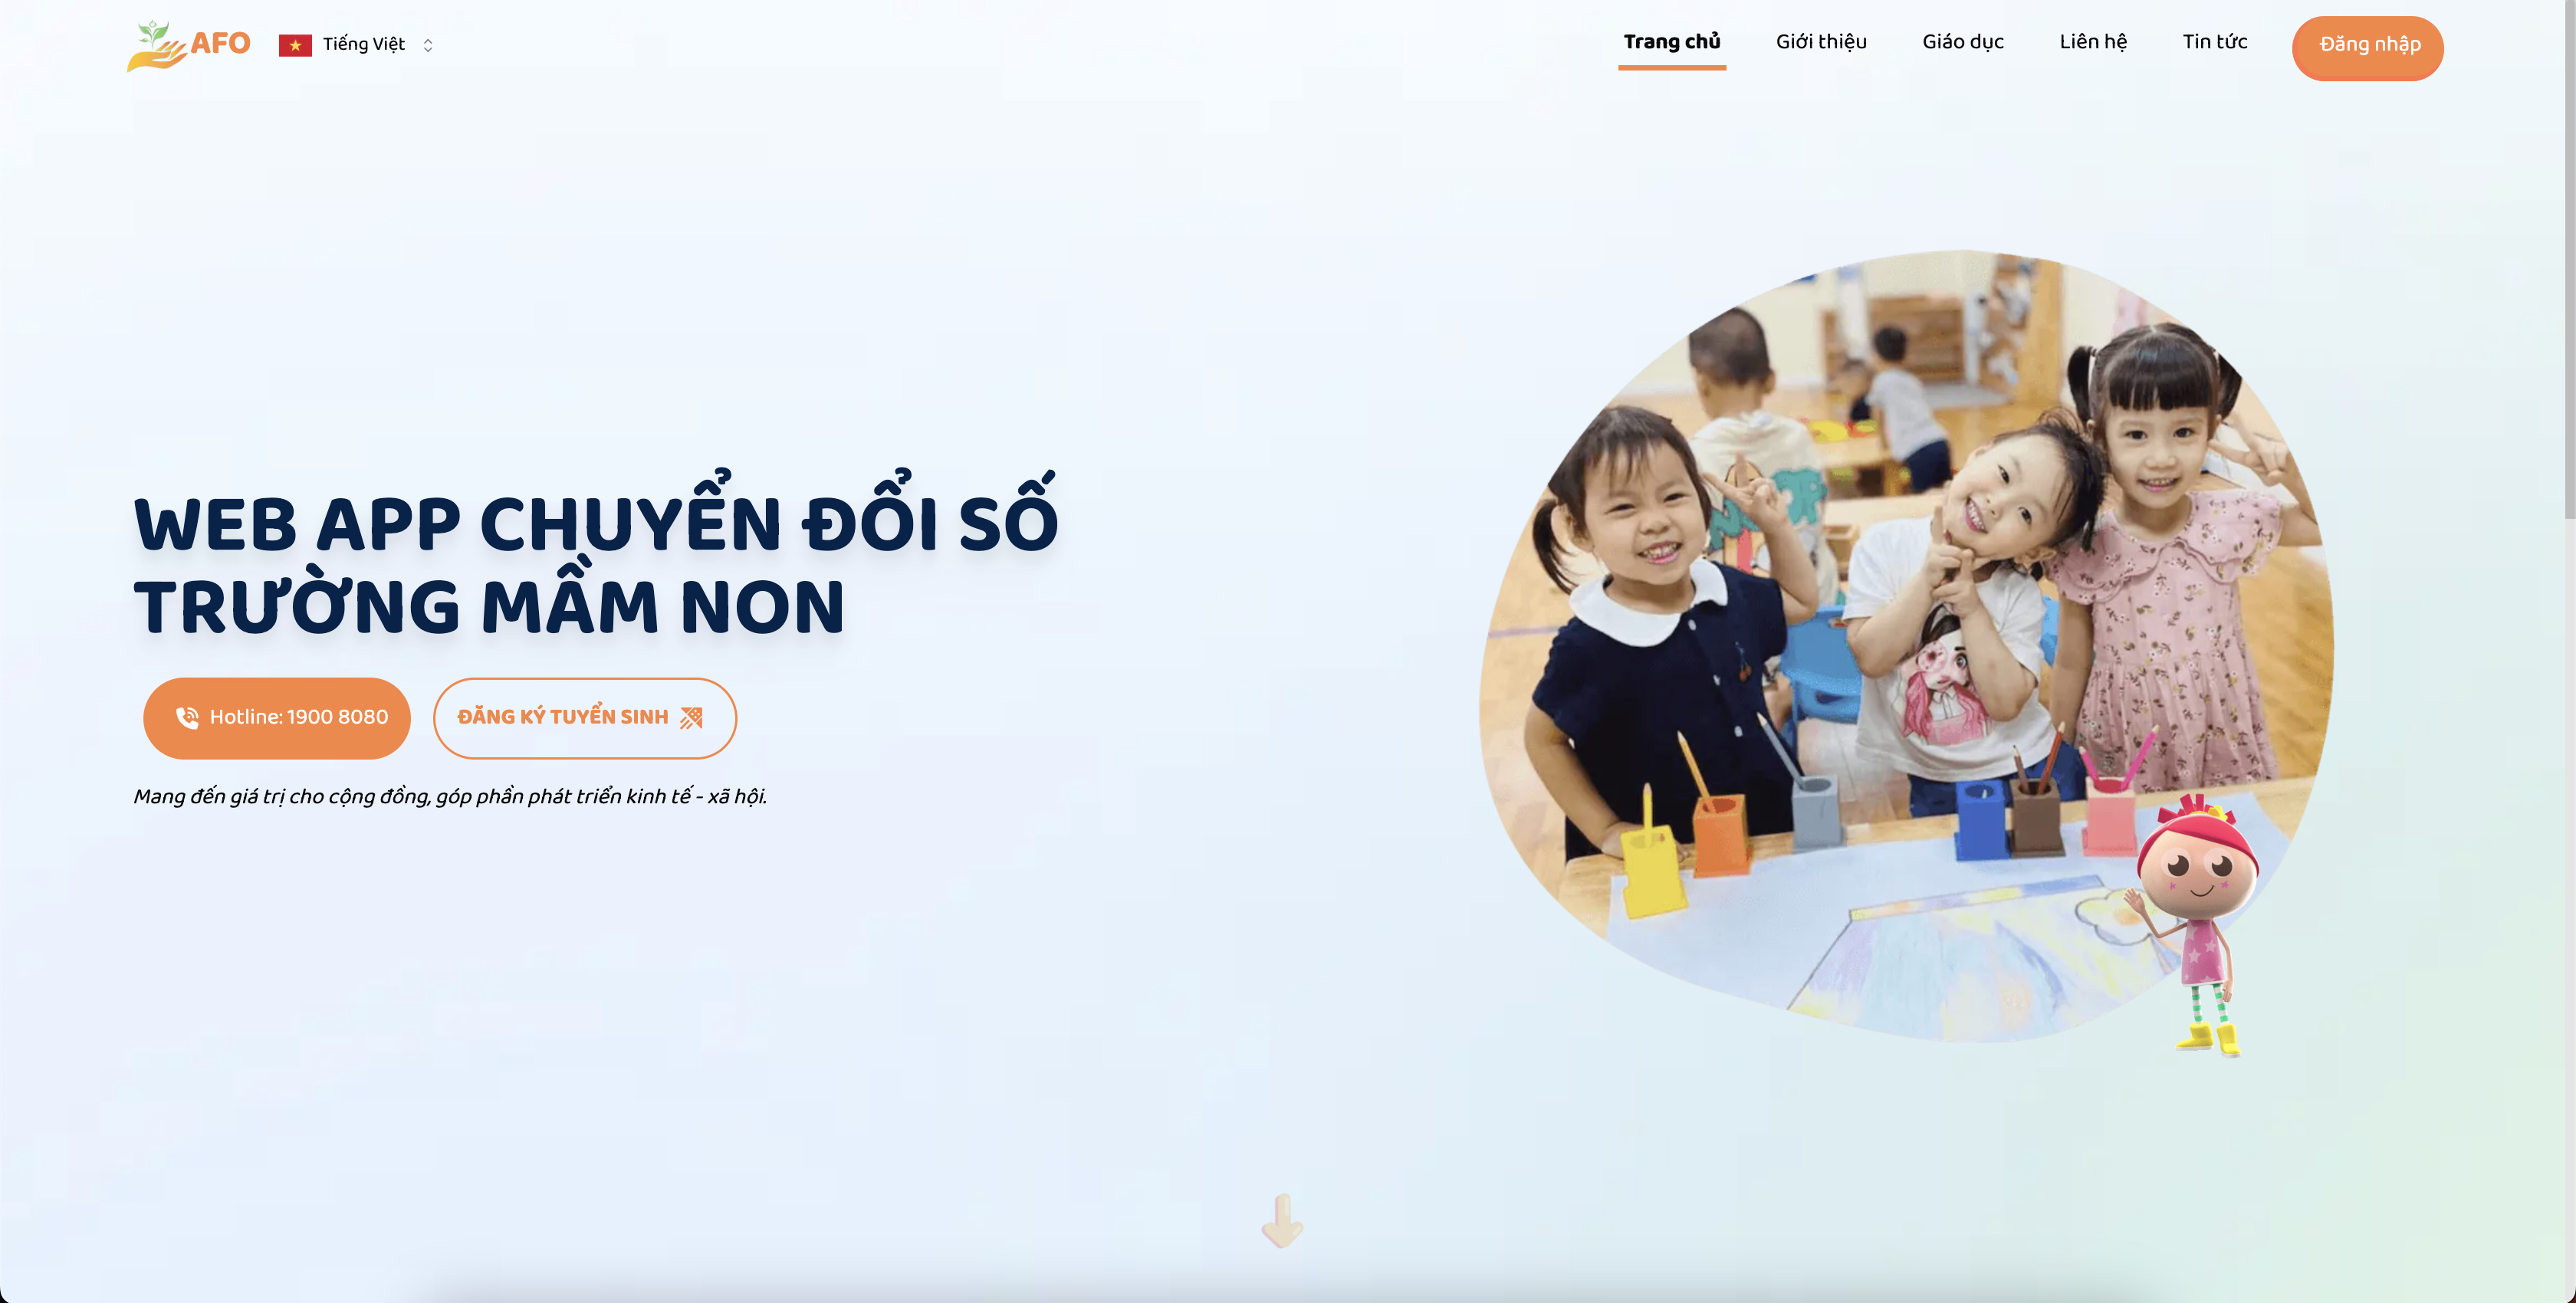 AFO
Tiếng Việt
Trang chủ
Giới thiệu
Giáo dục
Liên hệ
Tin tức
Đăng nhập
WEB APP CHUYỂN ĐỔI SỐ
TRƯỜNG MẦM NON
Hotline: 1900 8080
ĐĂNG KÝ TUYỂN SINH
Mang đến giá trị cho cộng đồng, góp phần phát triển kinh tế - xã hội.